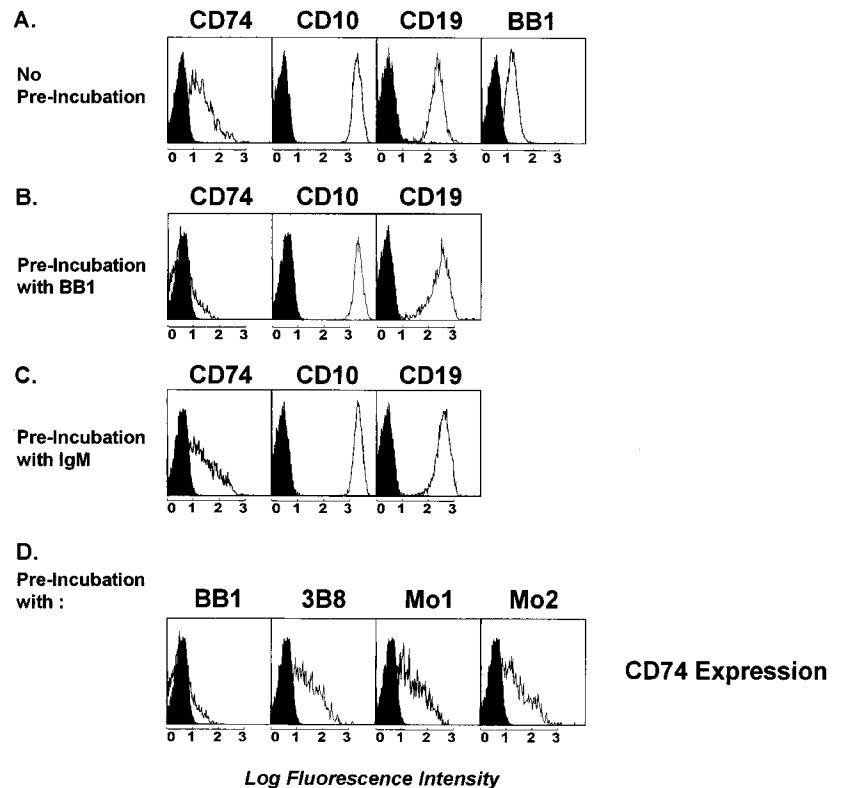 A.
CD74 CD10 CD19 BB1
No
Pre-Incubation
0 1 2 3 0 1 2 3 0 1 2 3 0 1 2 3
B.
CD74 CD10 CD19
Pre-Incubation
with BB1
0 1 2 3 0 1 2 3 0 1 2 3
C.
CD74 CD10 CD19
Pre-Incubation
with IgM
0 1 2 3 0 1 2 3 0 1 2 3
D.
Pre-Incubation
with :
BB1 3B8 Mo1 Mo2
CD74 Expression
0 1 2 3 0 1 2 3 0 1 2 3 0 1 2 3
Log Fluorescence Intensity